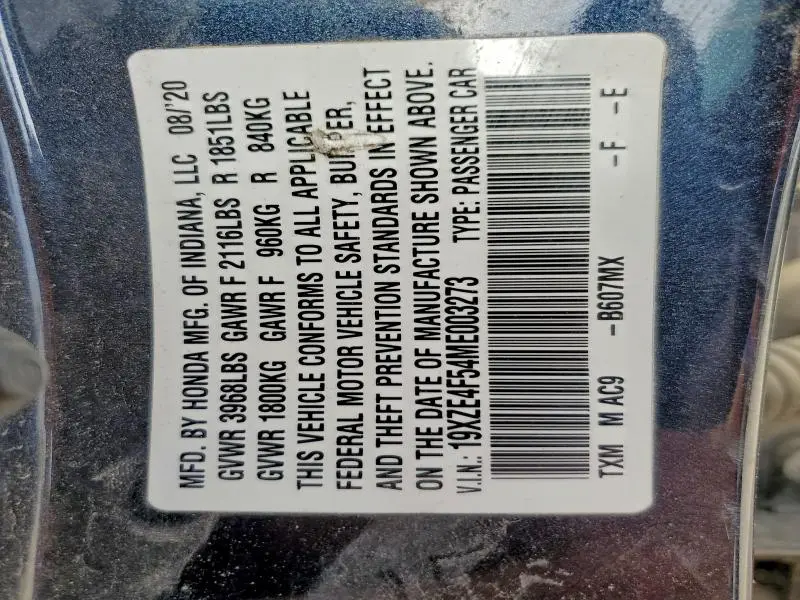 MFD. BY HONDA MFG. OF INDIANA, LLC 08/'20
GVWR 3968LBS GAWR F 2116LBS R 1851LBS
GVWR 1800KG GAWR F 960KG R 840KG
THIS VEHICLE CONFORMS TO ALL APPLICABLE
FEDERAL MOTOR VEHICLE SAFETY, BUMPER,
AND THEFT PREVENTION STANDARDS IN EFFECT
ON THE DATE OF MANUFACTURE SHOWN ABOVE.
V.I.N.: 19XZE4F54ME003273 TYPE: PASSENGER CAR
TXM M AC9 -B607MX -F -E